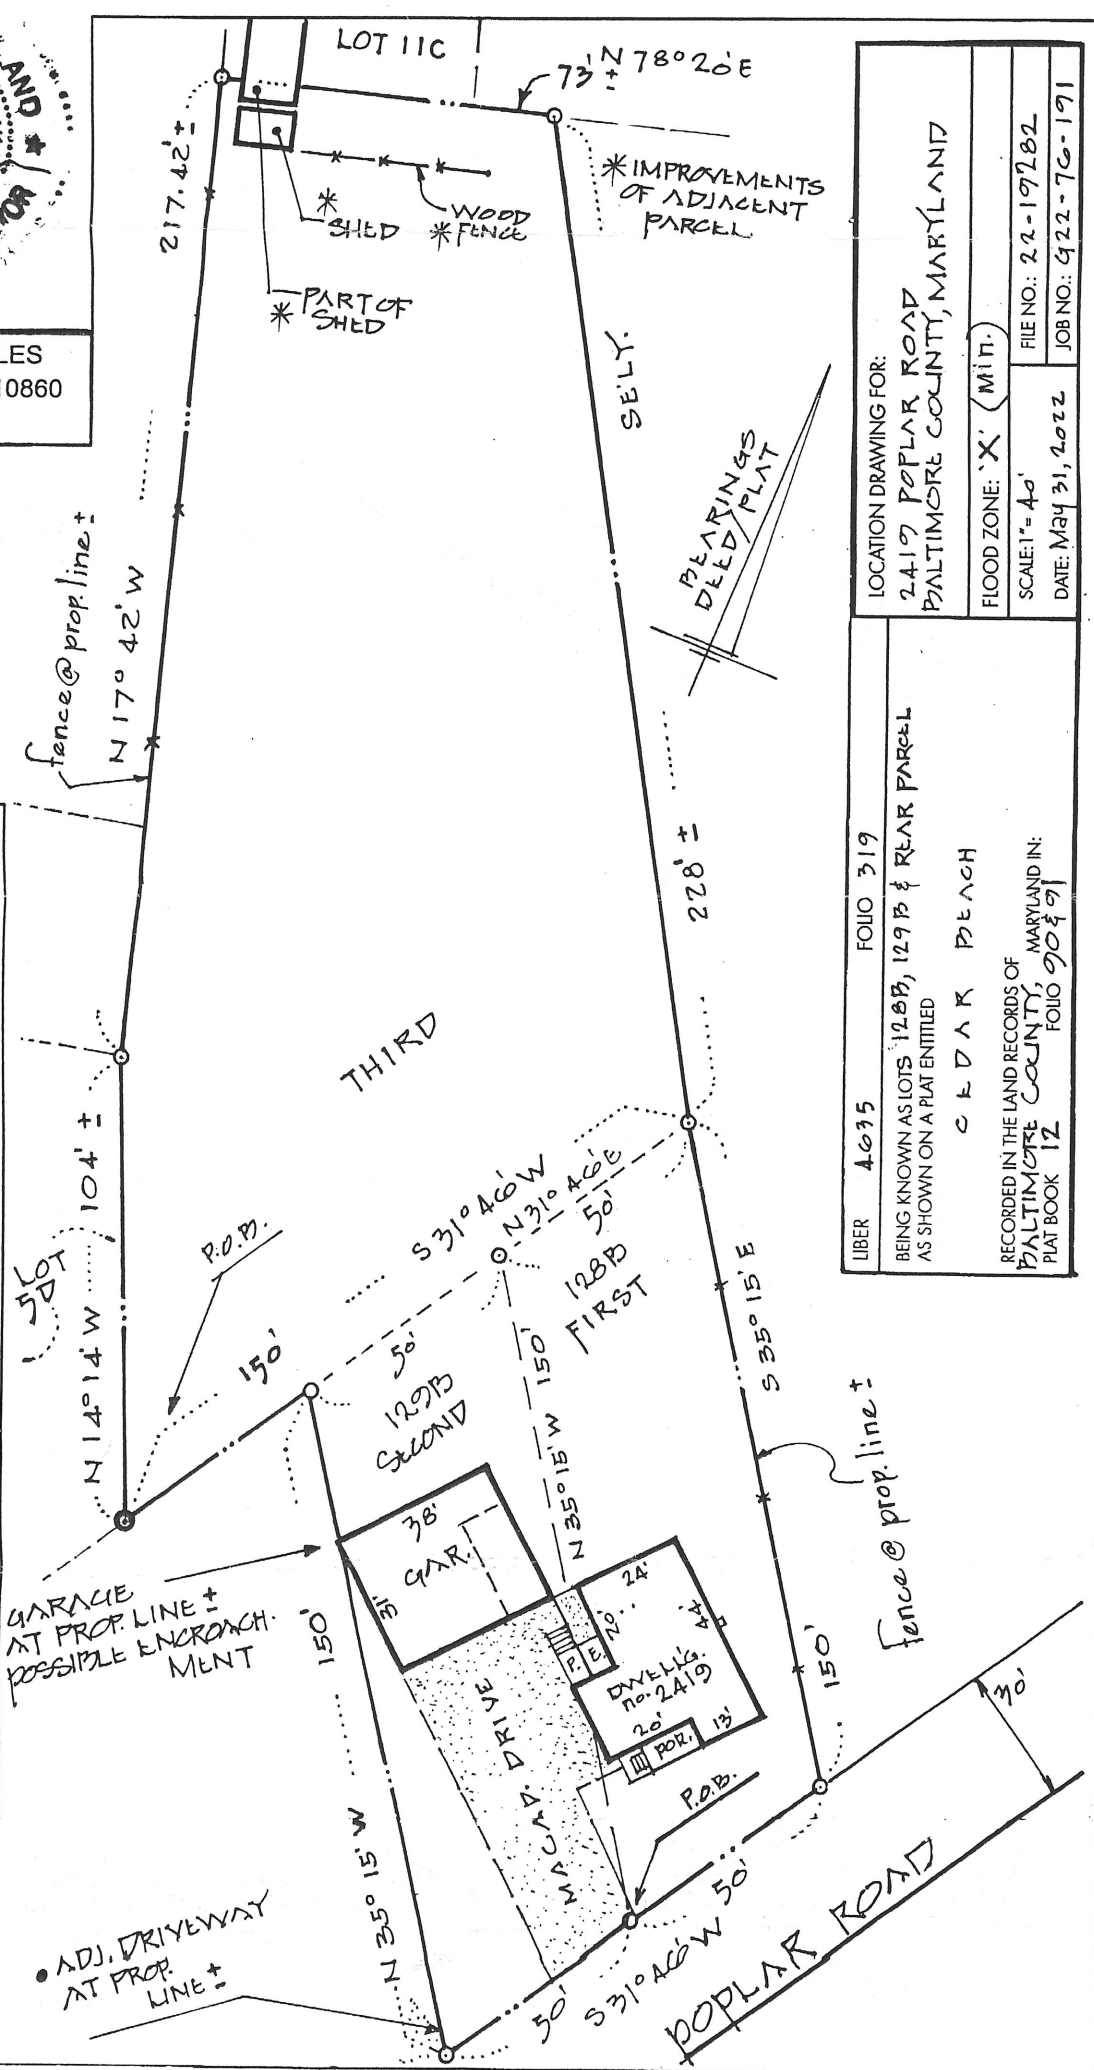 LOT 11C
73' ± N 78° 20' E
AND
217.42' ±
* SHED
WOOD
* FENCE
* IMPROVEMENTS
OF ADJACENT
PARCEL
* PART OF
SHED
LES
10860
SE'LY.
fence @ prop. line ±
N 17° 42' W
BEARINGS
DEED/PLAT
228' ±
THIRD
LOT
5D
N 14° 14' W 104' ±
P.O.B.
150'
S 31° 46' W
N 31° 46' E
50'
50'
128B
FIRST
129B
SECOND
N 35° 15' W 150'
S 35° 15' E
150'
fence @ prop. line ±
GARAGE
AT PROP. LINE ±
POSSIBLE ENCROACH-
MENT
38'
GAR.
31'
24'
20'
44'
P.
E.
DWELL'G.
no. 2419
20'
POR.
13'
MACAD. DRIVE
P.O.B.
N 35° 15' W 150'
• ADJ. DRIVEWAY
AT PROP.
LINE ±
50'
S 31° 46' W 50'
30'
POPLAR ROAD
LIBER 4635 FOLIO 319
BEING KNOWN AS LOTS 128B, 129B & REAR PARCEL
AS SHOWN ON A PLAT ENTITLED
CEDAR BEACH
RECORDED IN THE LAND RECORDS OF
BALTIMORE COUNTY, MARYLAND IN:
PLAT BOOK 12 FOLIO 90 & 91
LOCATION DRAWING FOR:
2419 POPLAR ROAD
BALTIMORE COUNTY, MARYLAND
FLOOD ZONE: 'X' (Min.)
SCALE: 1"= 40'
FILE NO.: 22-19282
DATE: May 31, 2022
JOB NO.: G22-76-191